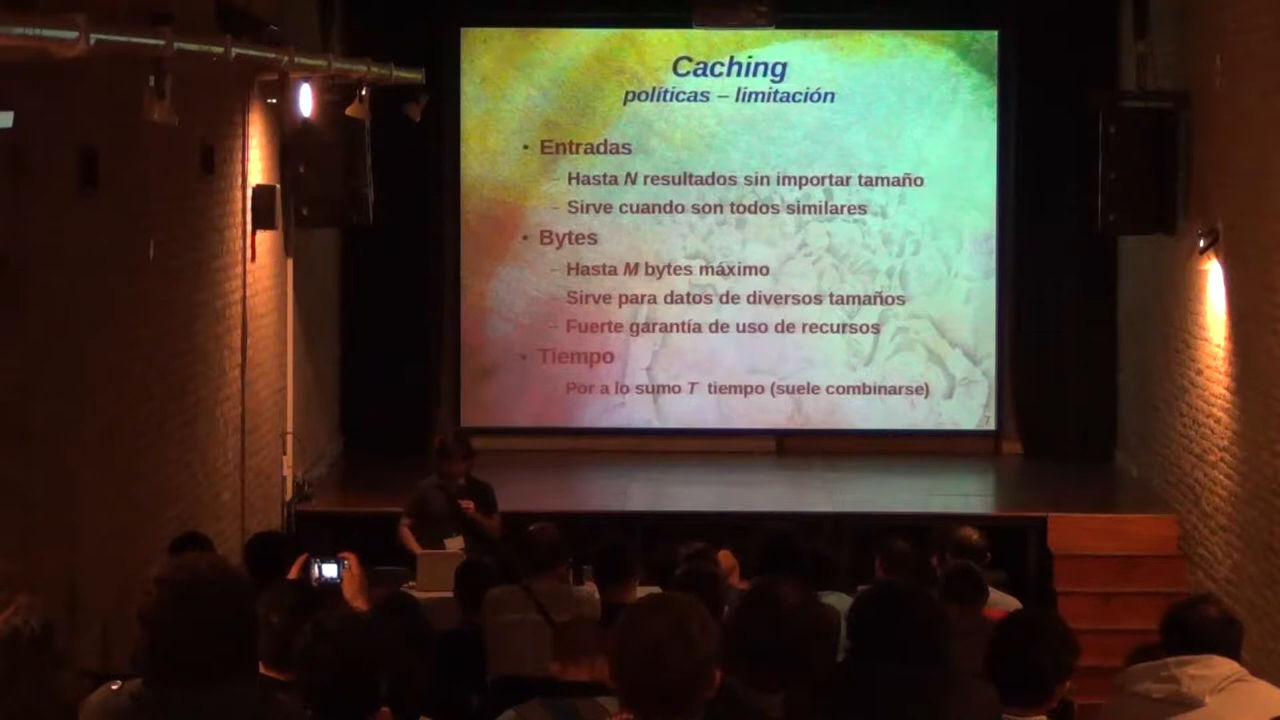 Caching
políticas – limitación
• Entradas
– Hasta N resultados sin importar tamaño
– Sirve cuando son todos similares
• Bytes
– Hasta M bytes máximo
– Sirve para datos de diversos tamaños
– Fuerte garantía de uso de recursos
• Tiempo
Por a lo sumo T tiempo (suele combinarse)
7